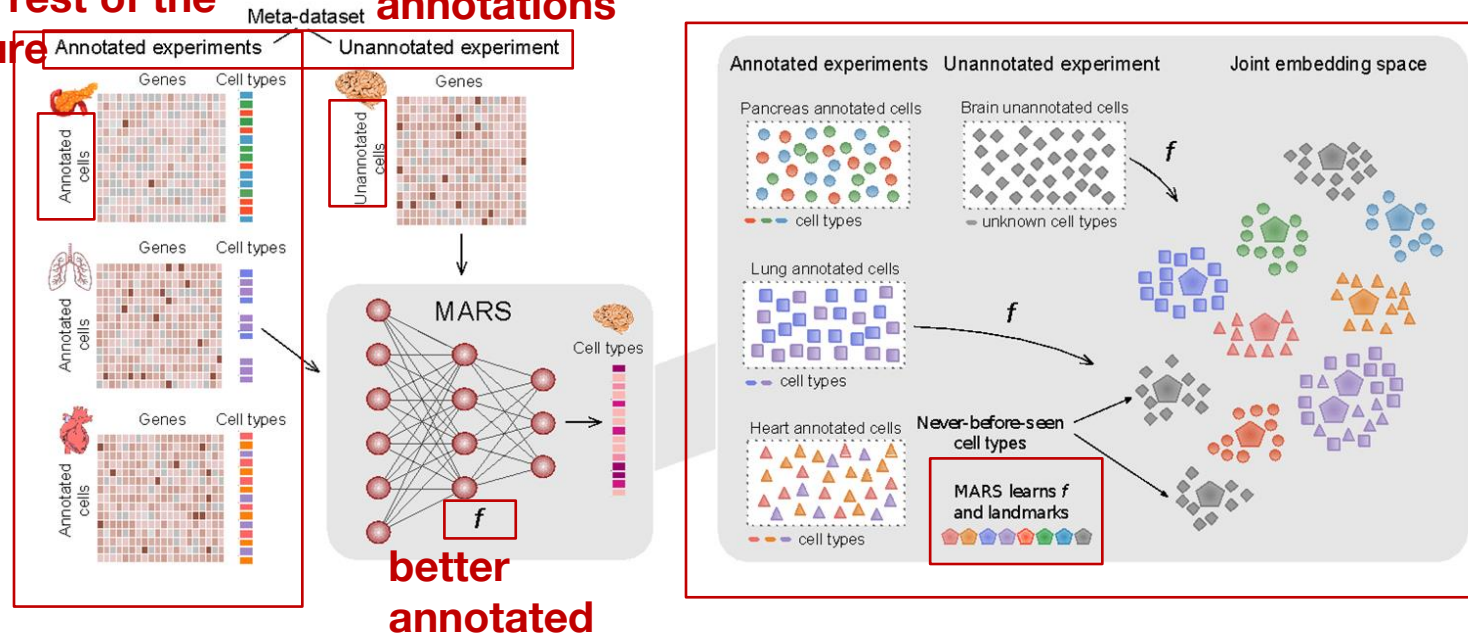 rest of the
annotations
Meta-dataset
Annotated experiments
Unannotated experiment
Genes
Cell types
Annotated
cells
Genes
Unannotated
cells
Genes
Cell types
Annotated
cells
Genes
Cell types
Annotated
cells
MARS
Cell types
f
better
annotated
Annotated experiments
Unannotated experiment
Joint embedding space
Pancreas annotated cells
cell types
Brain unannotated cells
unknown cell types
f
Lung annotated cells
cell types
f
Heart annotated cells
cell types
Never-before-seen
cell types
MARS learns f
and landmarks